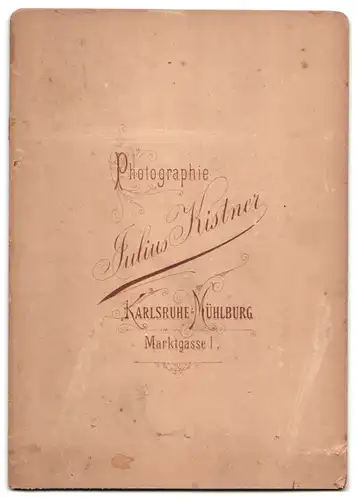 Photographie
Julius Kistner
KARLSRUHE-MÜHLBURG
Marktgasse 1,